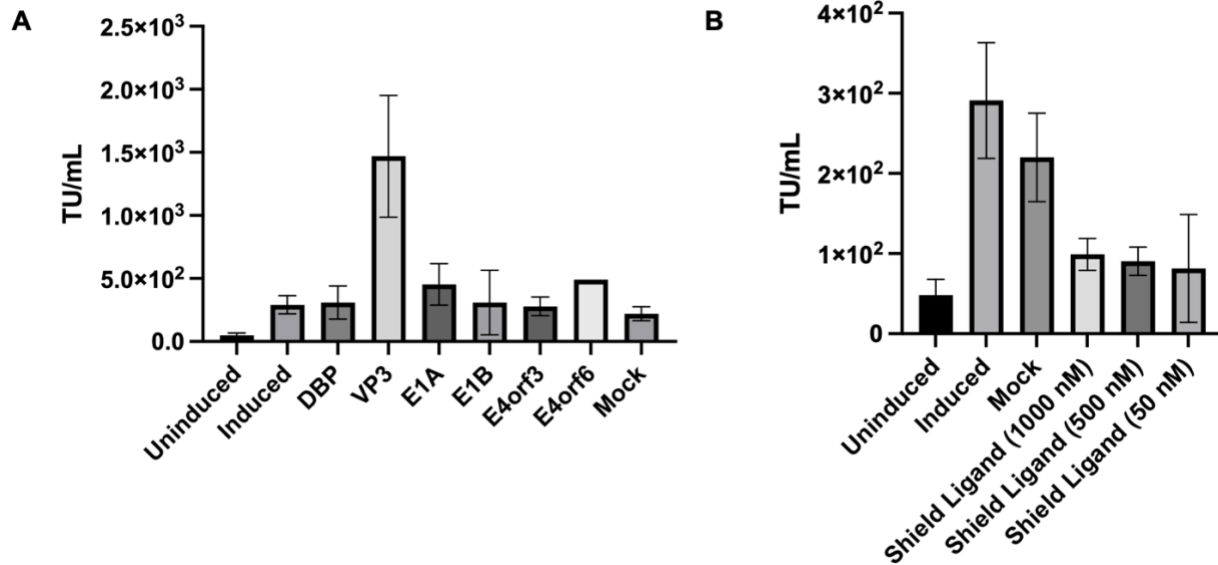 A
2.5×10³
2.0×10³
1.5×10³
1.0×10³
5.0×10²
0.0
TU/mL
Uninduced
Induced
DBP
VP3
E1A
E1B
E4orf3
E4orf6
Mock
B
4×10²
3×10²
2×10²
1×10²
0
TU/mL
Uninduced
Induced
Mock
Shield Ligand (1000 nM)
Shield Ligand (500 nM)
Shield Ligand (50 nM)